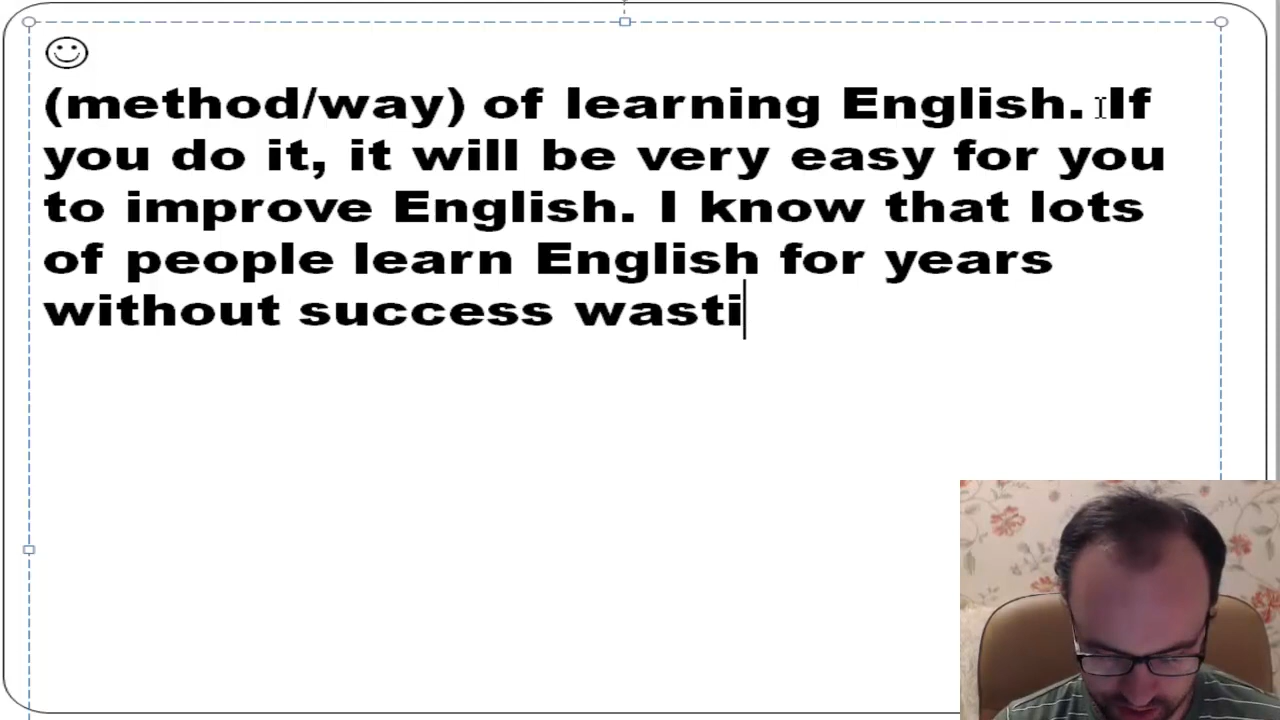 (method/way) of learning English. If
you do it, it will be very easy for you
to improve English. I know that lots
of people learn English for years
without success wasti